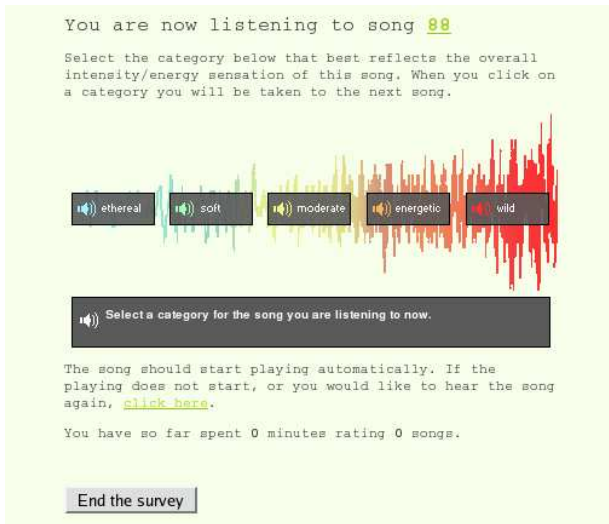 You are now listening to song 88
Select the category below that best reflects the overall
intensity/energy sensation of this song. When you click on
a category you will be taken to the next song.
ethereal soft moderate energetic wild
Select a category for the song you are listening to now.
The song should start playing automatically. If the
playing does not start, or you would like to hear the song
again, click here.
You have so far spent 0 minutes rating 0 songs.
End the survey